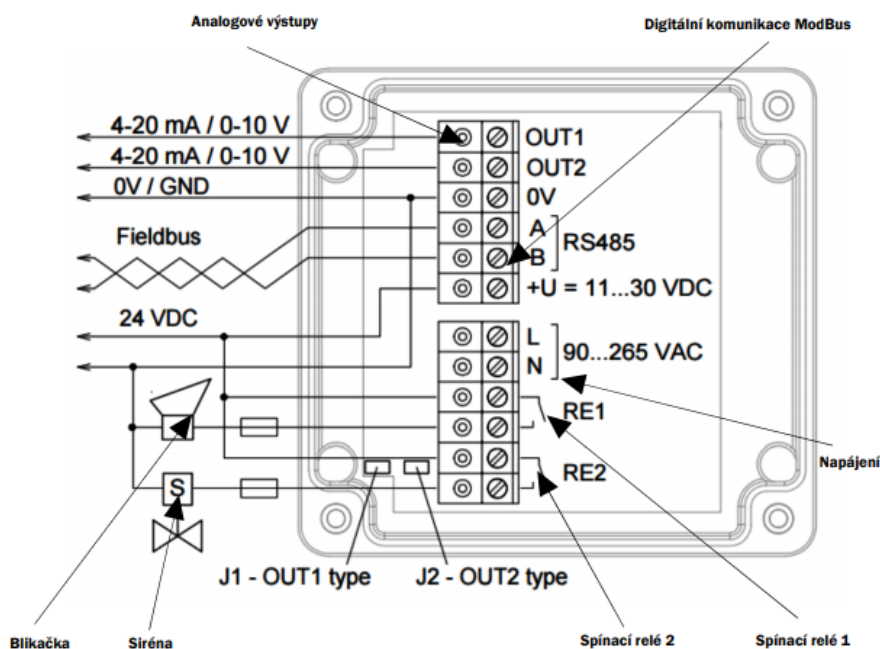 Analogové výstupy
Digitální komunikace ModBus
4-20 mA / 0-10 V
OUT1
4-20 mA / 0-10 V
OUT2
0V / GND
0V
A
Fieldbus
RS485
B
+U = 11...30 VDC
24 VDC
L
90...265 VAC
N
RE1
Napájení
RE2
S
J1 - OUT1 type
J2 - OUT2 type
Blikačka
Siréna
Spínací relé 2
Spínací relé 1